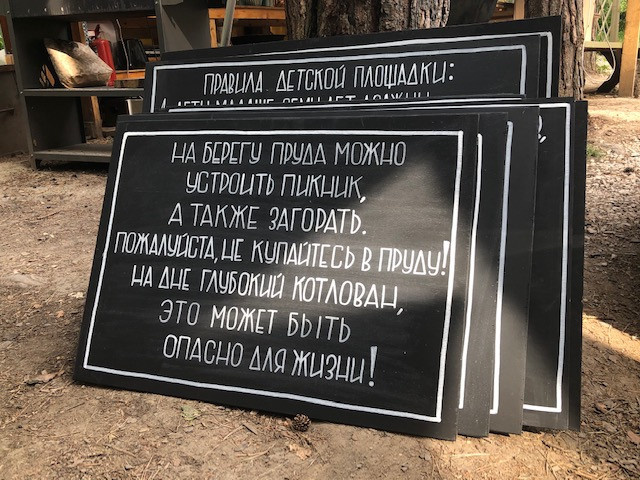 ПРАВИЛА ДЕТСКОЙ ПЛОЩАДКИ:
НА БЕРЕГУ ПРУДА МОЖНО
УСТРОИТЬ ПИКНИК,
А ТАКЖЕ ЗАГОРАТЬ.
ПОЖАЛУЙСТА, НЕ КУПАЙТЕСЬ В ПРУДУ!
НА ДНЕ ГЛУБОКИЙ КОТЛОВАН,
ЭТО МОЖЕТ БЫТЬ
ОПАСНО ДЛЯ ЖИЗНИ!